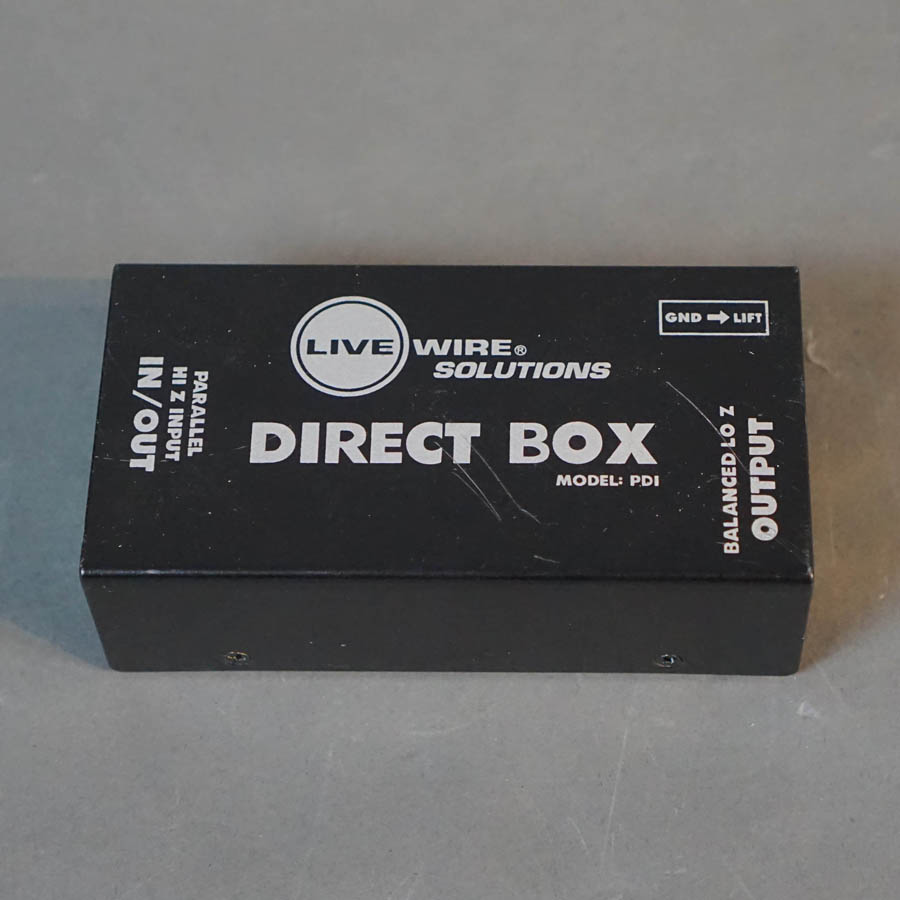 LIVE WIRE®
SOLUTIONS
DIRECT BOX
MODEL: PDI
GND → LIFT
PARALLEL
HI Z INPUT
IN/OUT
BALANCED LO Z
OUTPUT